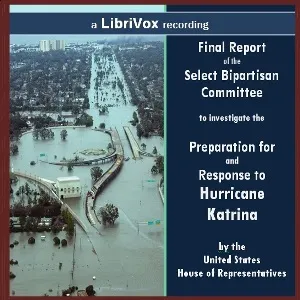 a LibriVox recording
Final Report
of the
Select Bipartisan
Committee
to investigate the
Preparation for
and
Response to
Hurricane
Katrina
by the
United States
House of Representatives